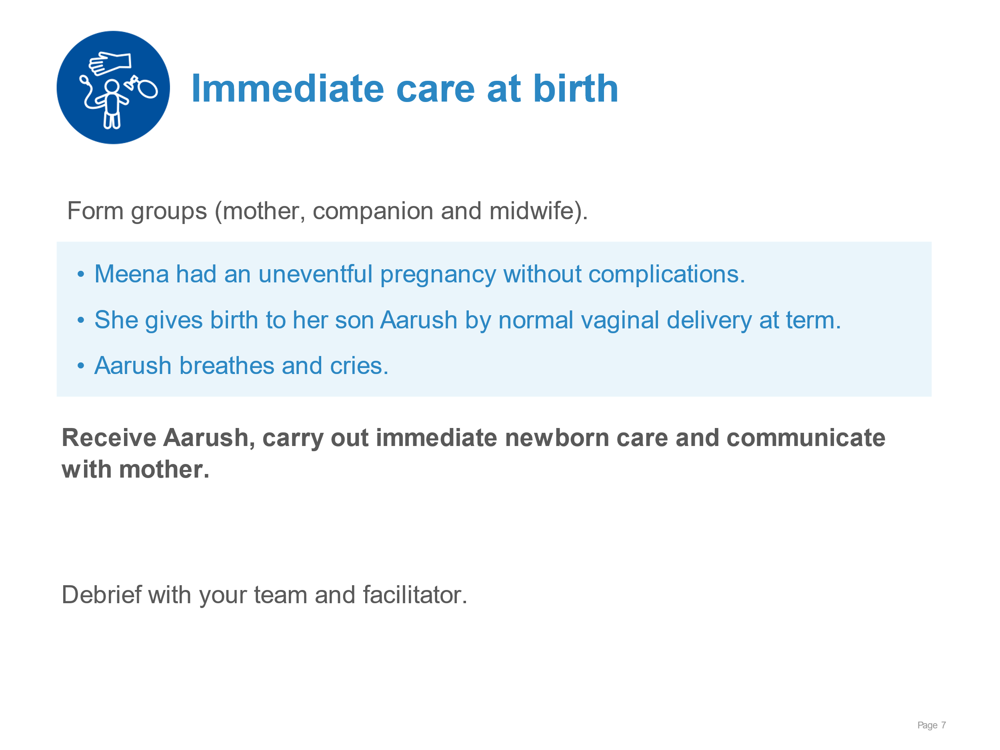 Immediate care at birth
Form groups (mother, companion and midwife).
• Meena had an uneventful pregnancy without complications.
• She gives birth to her son Aarush by normal vaginal delivery at term.
• Aarush breathes and cries.
Receive Aarush, carry out immediate newborn care and communicate
with mother.
Debrief with your team and facilitator.
Page 7